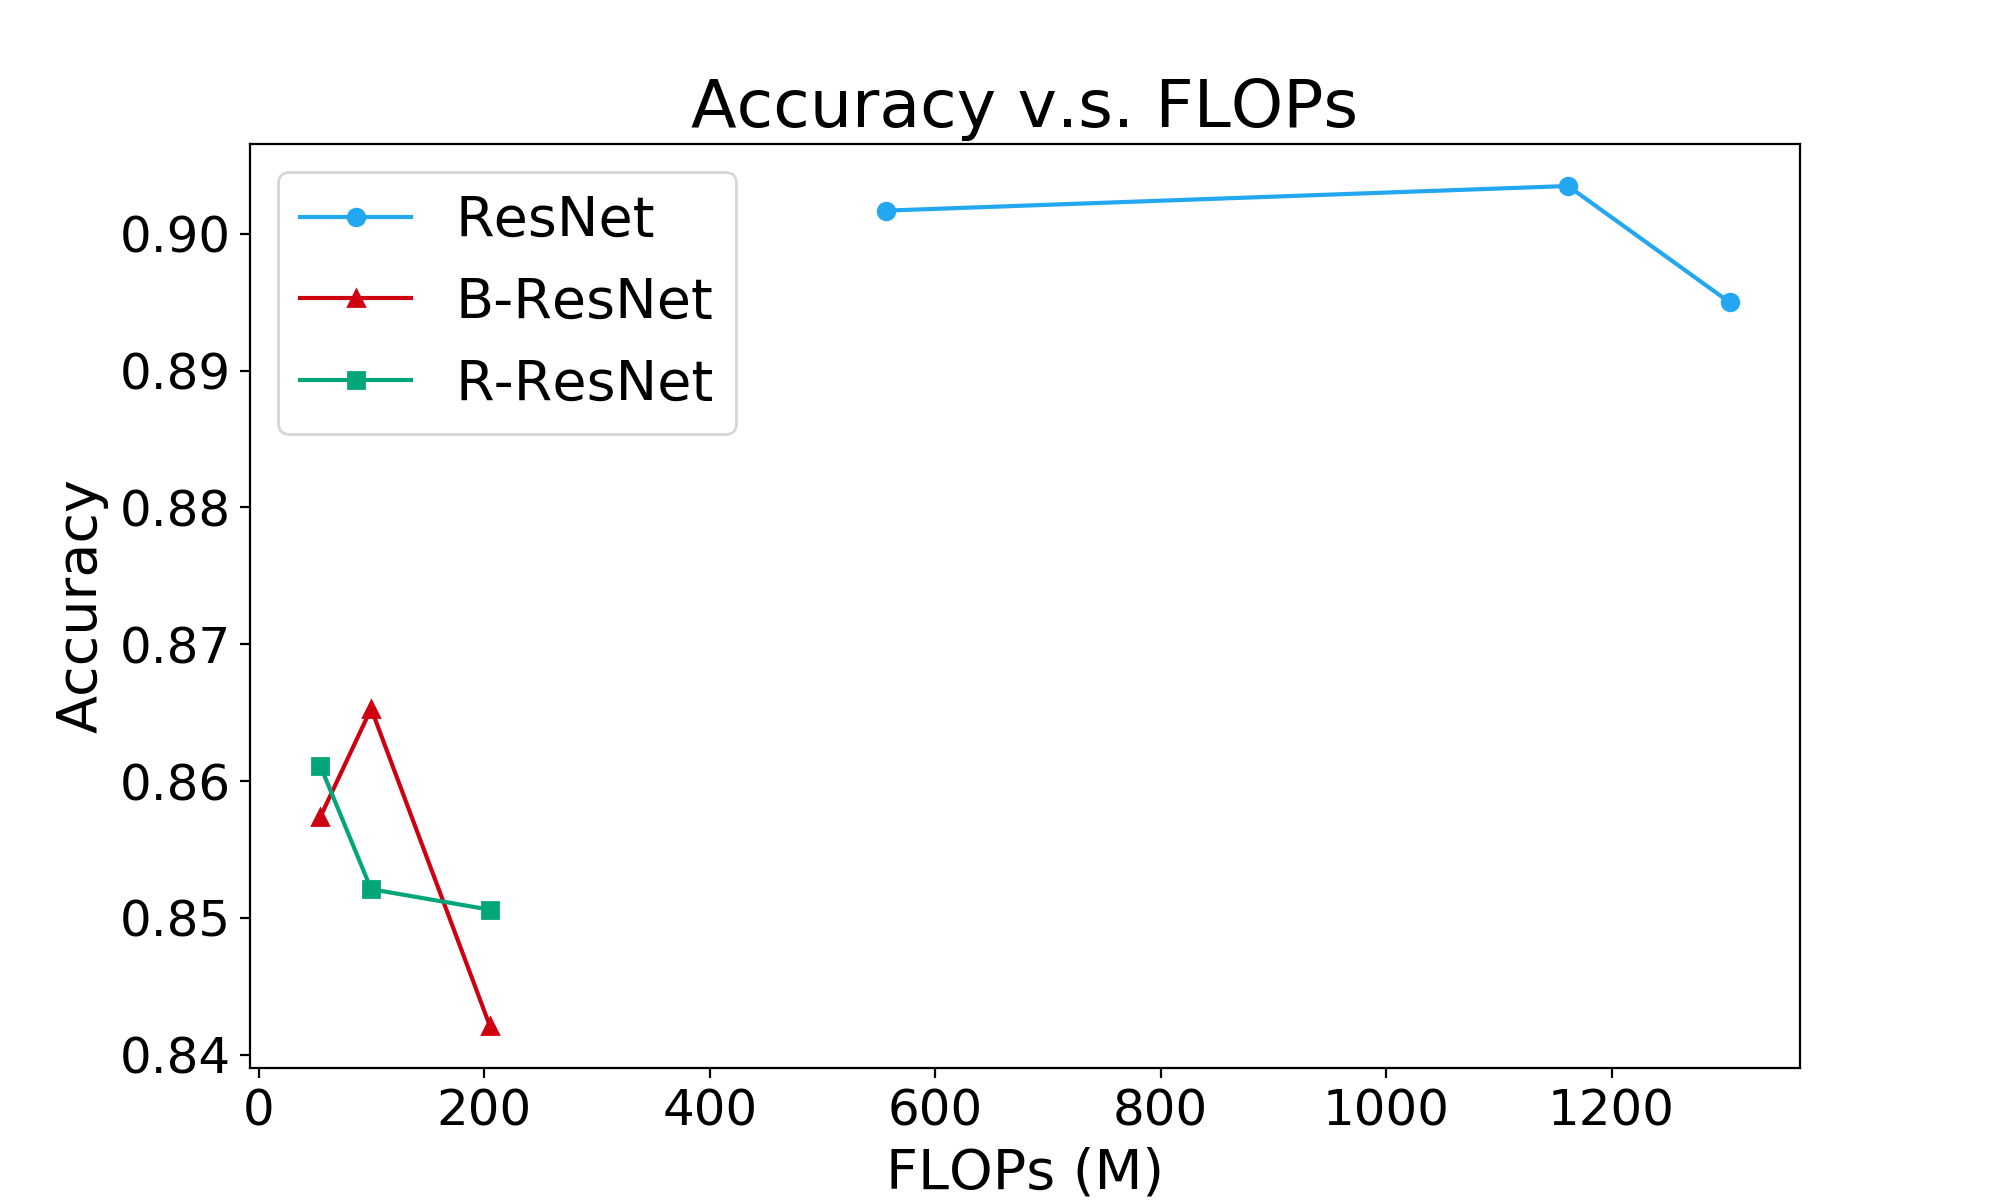 Accuracy v.s. FLOPs
ResNet
B-ResNet
R-ResNet
Accuracy
0.90
0.89
0.88
0.87
0.86
0.85
0.84
0 200 400 600 800 1000 1200
FLOPs (M)